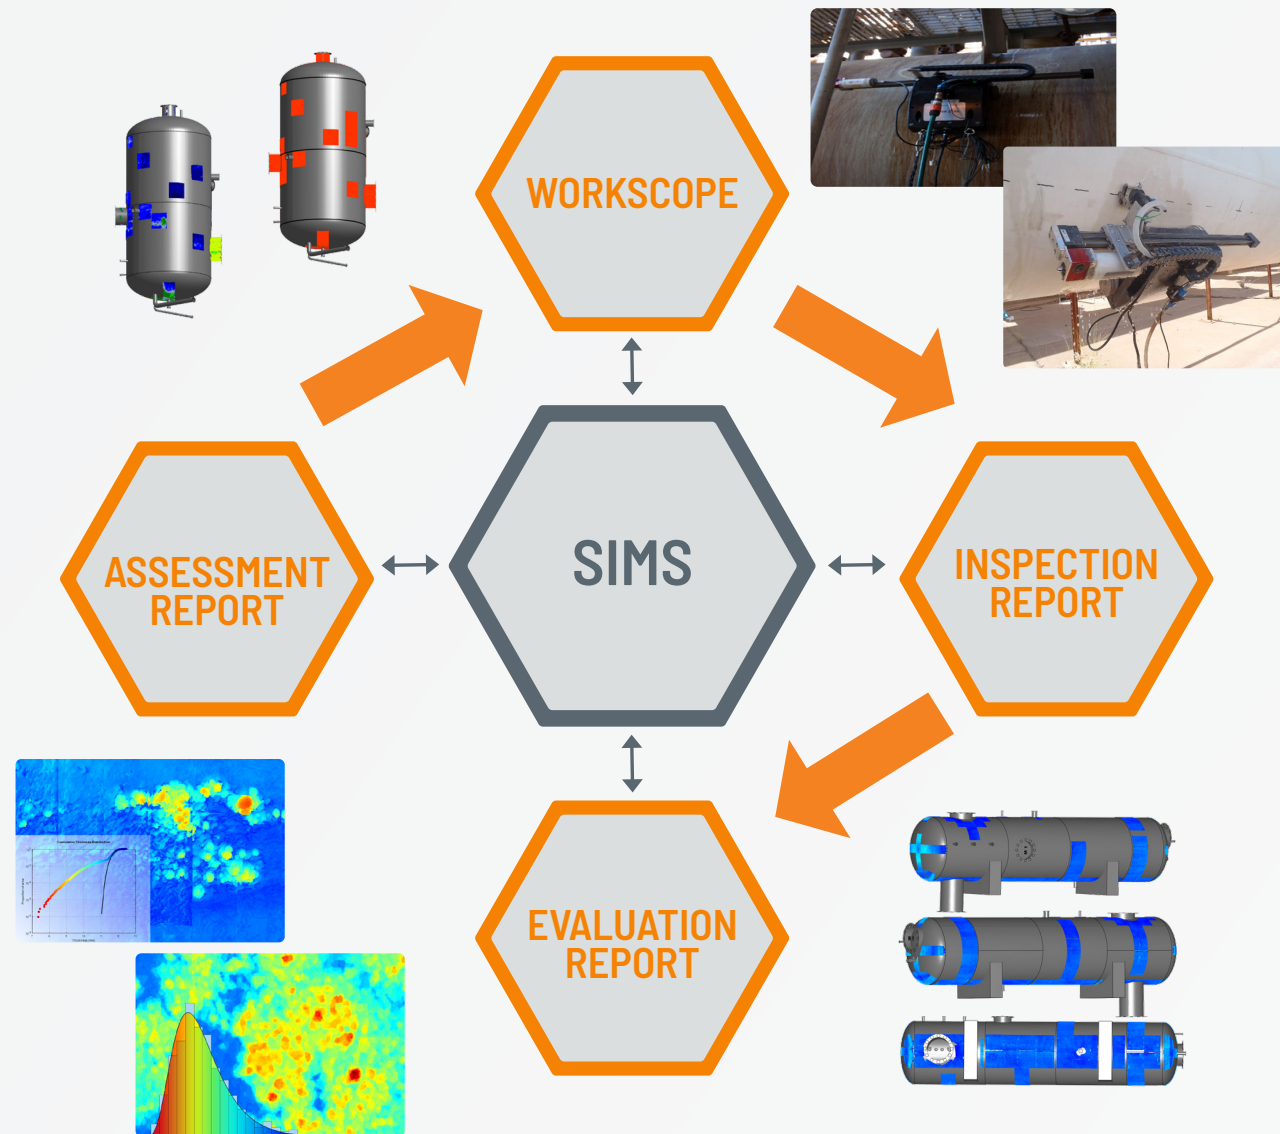 WORKSCOPE
SIMS
ASSESSMENT
REPORT
INSPECTION
REPORT
EVALUATION
REPORT